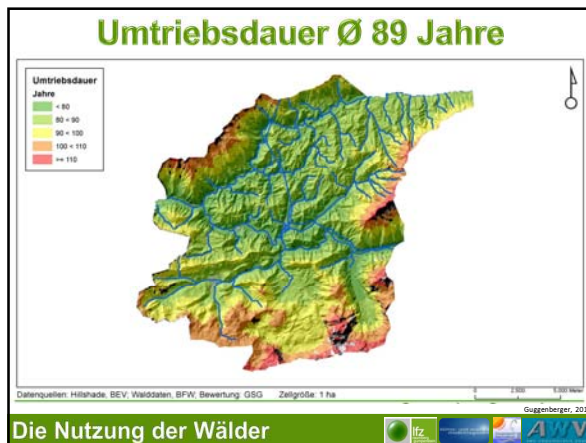 Umtriebsdauer Ø 89 Jahre
Umtriebsdauer
Jahre
< 80
80 < 90
90 < 100
100 < 110
>= 110
Datenquellen: Hillshade, BEV; Walddaten, BFW; Bewertung: GSG Zellgröße: 1 ha
0 2.500 5.000 Meter
Guggenberger, 201
Die Nutzung der Wälder
lfz
AWV